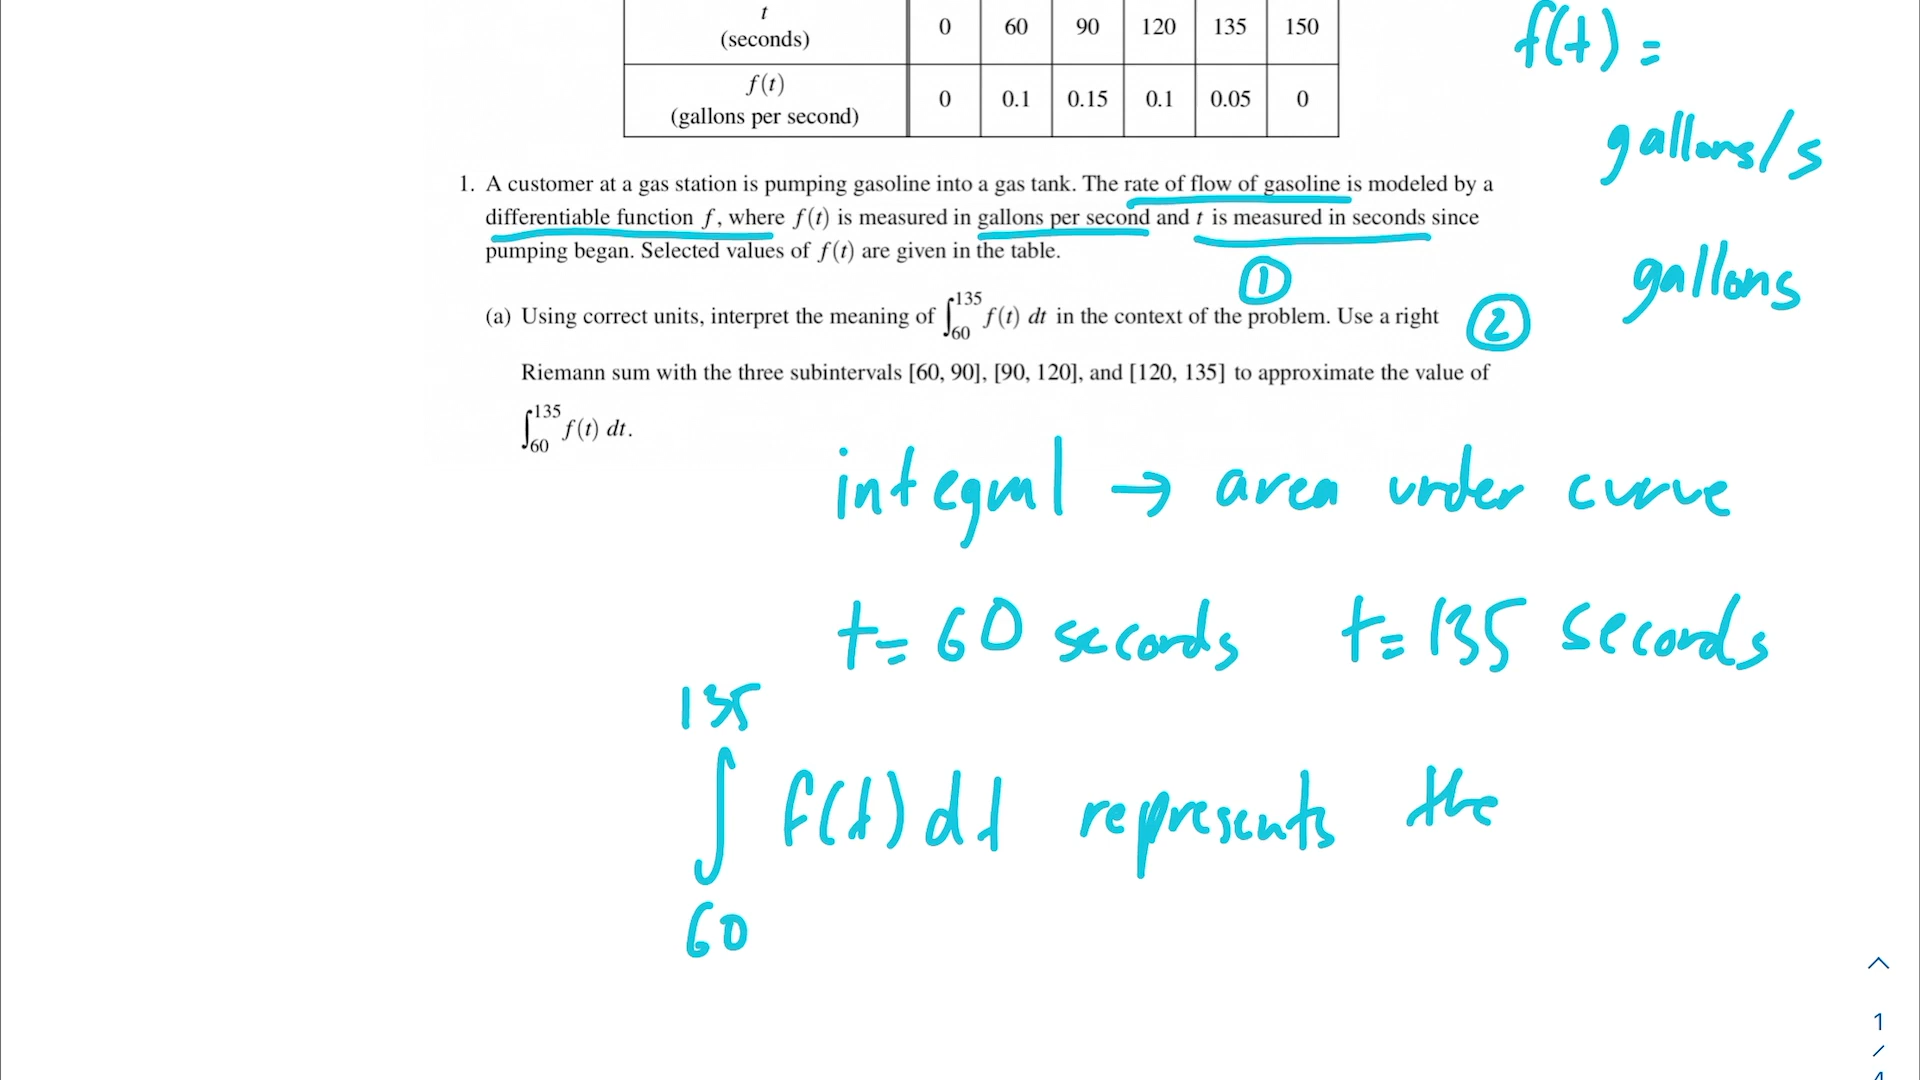 t
(seconds) 0 60 90 120 135 150
f(t)
(gallons per second) 0 0.1 0.15 0.1 0.05 0
f(t) =
gallons/s
gallons
1. A customer at a gas station is pumping gasoline into a gas tank. The rate of flow of gasoline is modeled by a
differentiable function f, where f(t) is measured in gallons per second and t is measured in seconds since
pumping began. Selected values of f(t) are given in the table.
①
(a) Using correct units, interpret the meaning of ∫_60^135 f(t) dt in the context of the problem. Use a right ②
Riemann sum with the three subintervals [60, 90], [90, 120], and [120, 135] to approximate the value of
∫_60^135 f(t) dt.
integral → area under curve
t= 60 seconds t= 135 seconds
∫_60^135 f(t) dt represents the
1
/